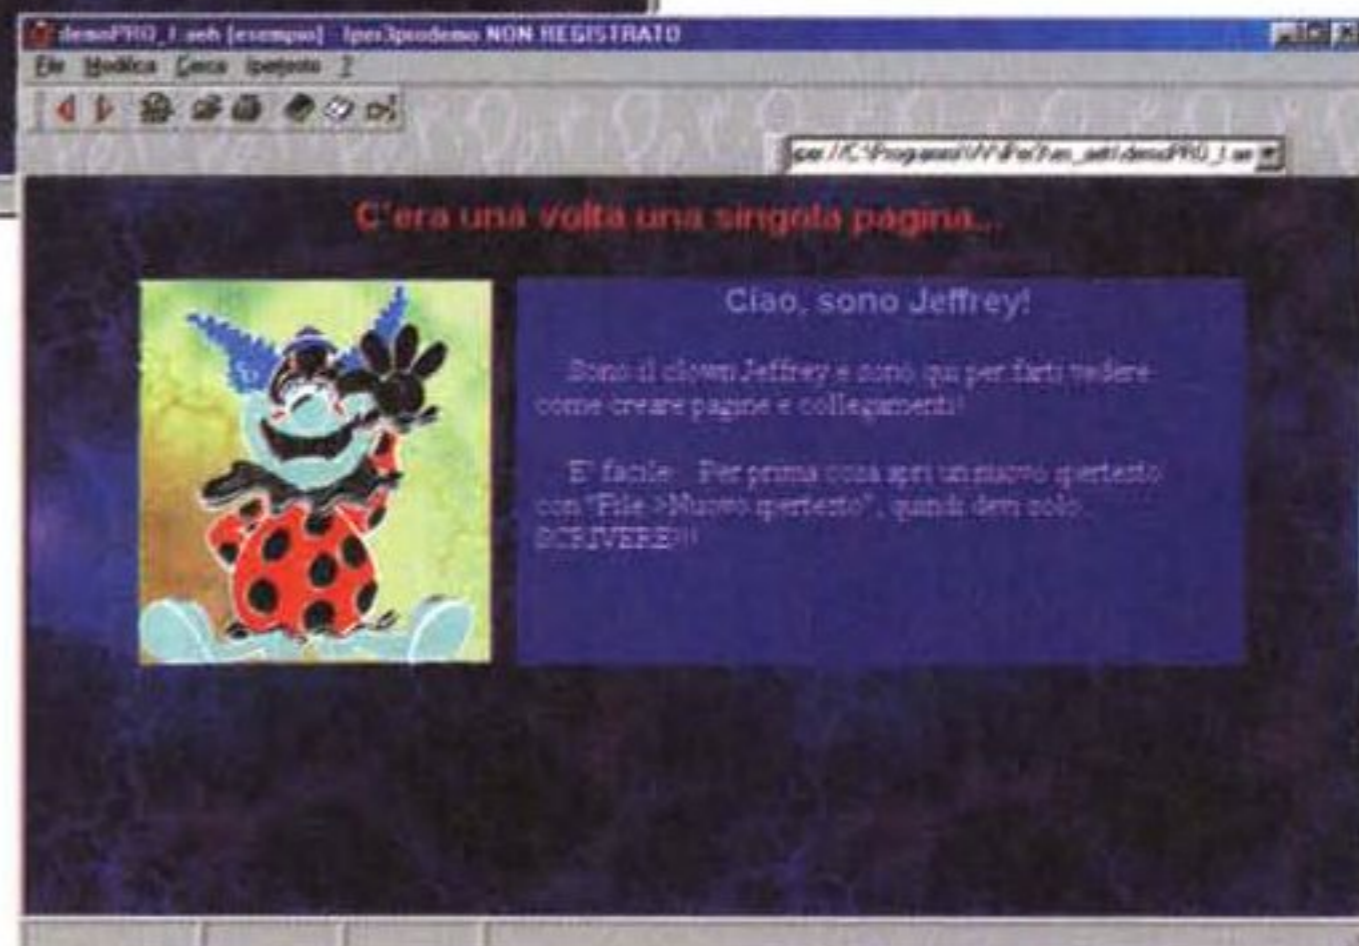 demoPRO_1.aeh [esempio] Iper3prodemo NON REGISTRATO
File Modifica Cerca Ipertesto ?
C'era una volta una singola pagina...
Ciao, sono Jeffrey!
Sono il clown Jeffrey e sono qui per farti vedere
come creare pagine e collegamenti!
E' facile. Per prima cosa apri un nuovo ipertesto
con "File >Nuovo ipertesto", quindi devi solo
SCRIVERE!!!